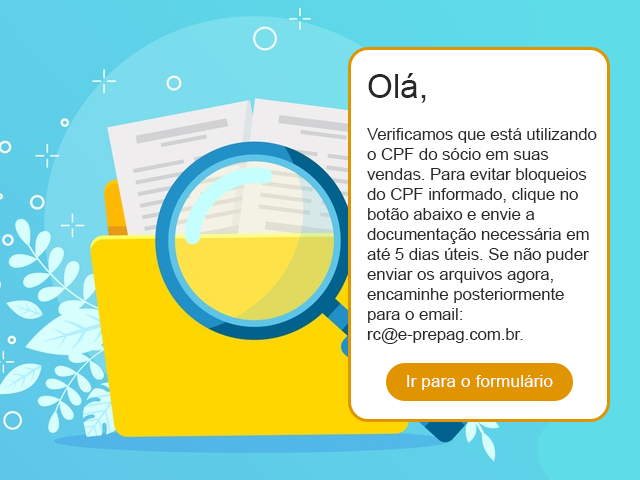 Olá,
Verificamos que está utilizando
o CPF do sócio em suas
vendas. Para evitar bloqueios
do CPF informado, clique no
botão abaixo e envie a
documentação necessária em
até 5 dias úteis. Se não puder
enviar os arquivos agora,
encaminhe posteriormente
para o email:
rc@e-prepag.com.br.
Ir para o formulário